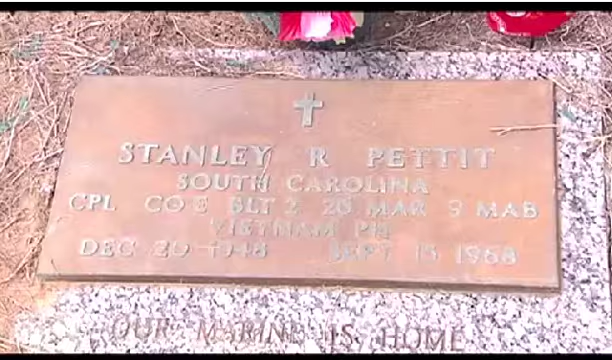 STANLEY R PETTIT
SOUTH CAROLINA
CPL CO E BLT 2 26 MAR 9 MAB
VIETNAM PH
DEC 20 1948 SEPT 15 1968
OUR MARINE IS HOME